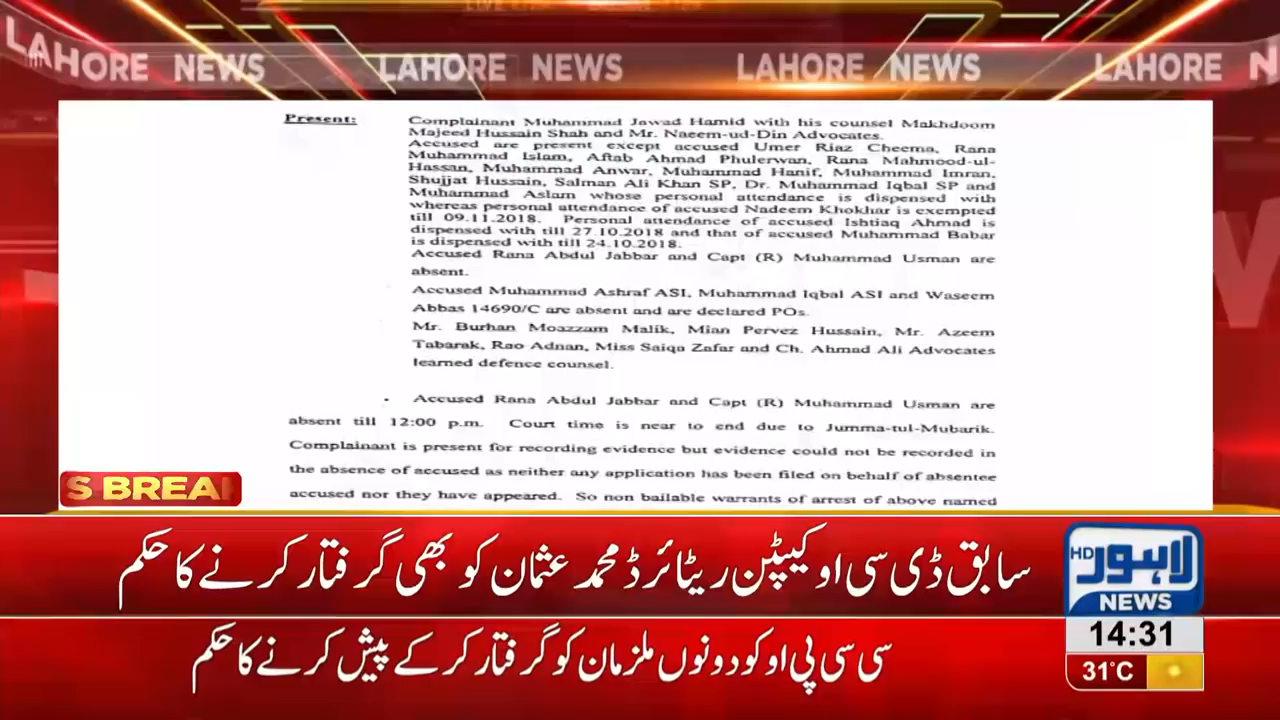 LIVE
LAHORE NEWS LAHORE NEWS LAHORE NEWS LAHORE N
Present: Complainant Muhammad Jawad Hamid with his counsel Makhdoom
Majeed Hussain Shah and Mr. Naeem-ud-Din Advocates.
Accused are present except accused Umer Riaz Cheema, Rana
Muhammad Islam, Aftab Ahmad Phulerwan, Rana Mahmood-ul-
Hassan, Muhammad Anwar, Muhammad Hanif, Muhammad Imran,
Shujjat Hussain, Salman Ali Khan SP, Dr. Muhammad Iqbal SP and
Muhammad Aslam whose personal attendance is dispensed with
whereas personal attendance of accused Nadeem Khokhar is exempted
till 09.11.2018. Personal attendance of accused Ishtiaq Ahmad is
dispensed with till 27.10.2018 and that of accused Muhammad Babar
is dispensed with till 24.10.2018.
Accused Rana Abdul Jabbar and Capt (R) Muhammad Usman are
absent.
Accused Muhammad Ashraf ASI, Muhammad Iqbal ASI and Waseem
Abbas 14690/C are absent and are declared POs.
Mr. Burhan Moazzam Malik, Mian Pervez Hussain, Mr. Azeem
Tabarak, Rao Adnan, Miss Saiqa Zafar and Ch. Ahmad Ali Advocates
learned defence counsel.
Accused Rana Abdul Jabbar and Capt (R) Muhammad Usman are
absent till 12:00 p.m. Court time is near to end due to Jumma-tul-Mubarik.
Complainant is present for recording evidence but evidence could not be recorded in
the absence of accused as neither any application has been filed on behalf of absentee
accused nor they have appeared. So non bailable warrants of arrest of above named
S BREA
سابق ڈی سی او کیپٹن ریٹائرڈ محمد عثمان کو بھی گرفتار کرنے کا حکم
سی سی پی او کو دونوں ملزمان کو گرفتار کرکے پیش کرنے کا حکم
HD لاہور
NEWS
14:31
31°C